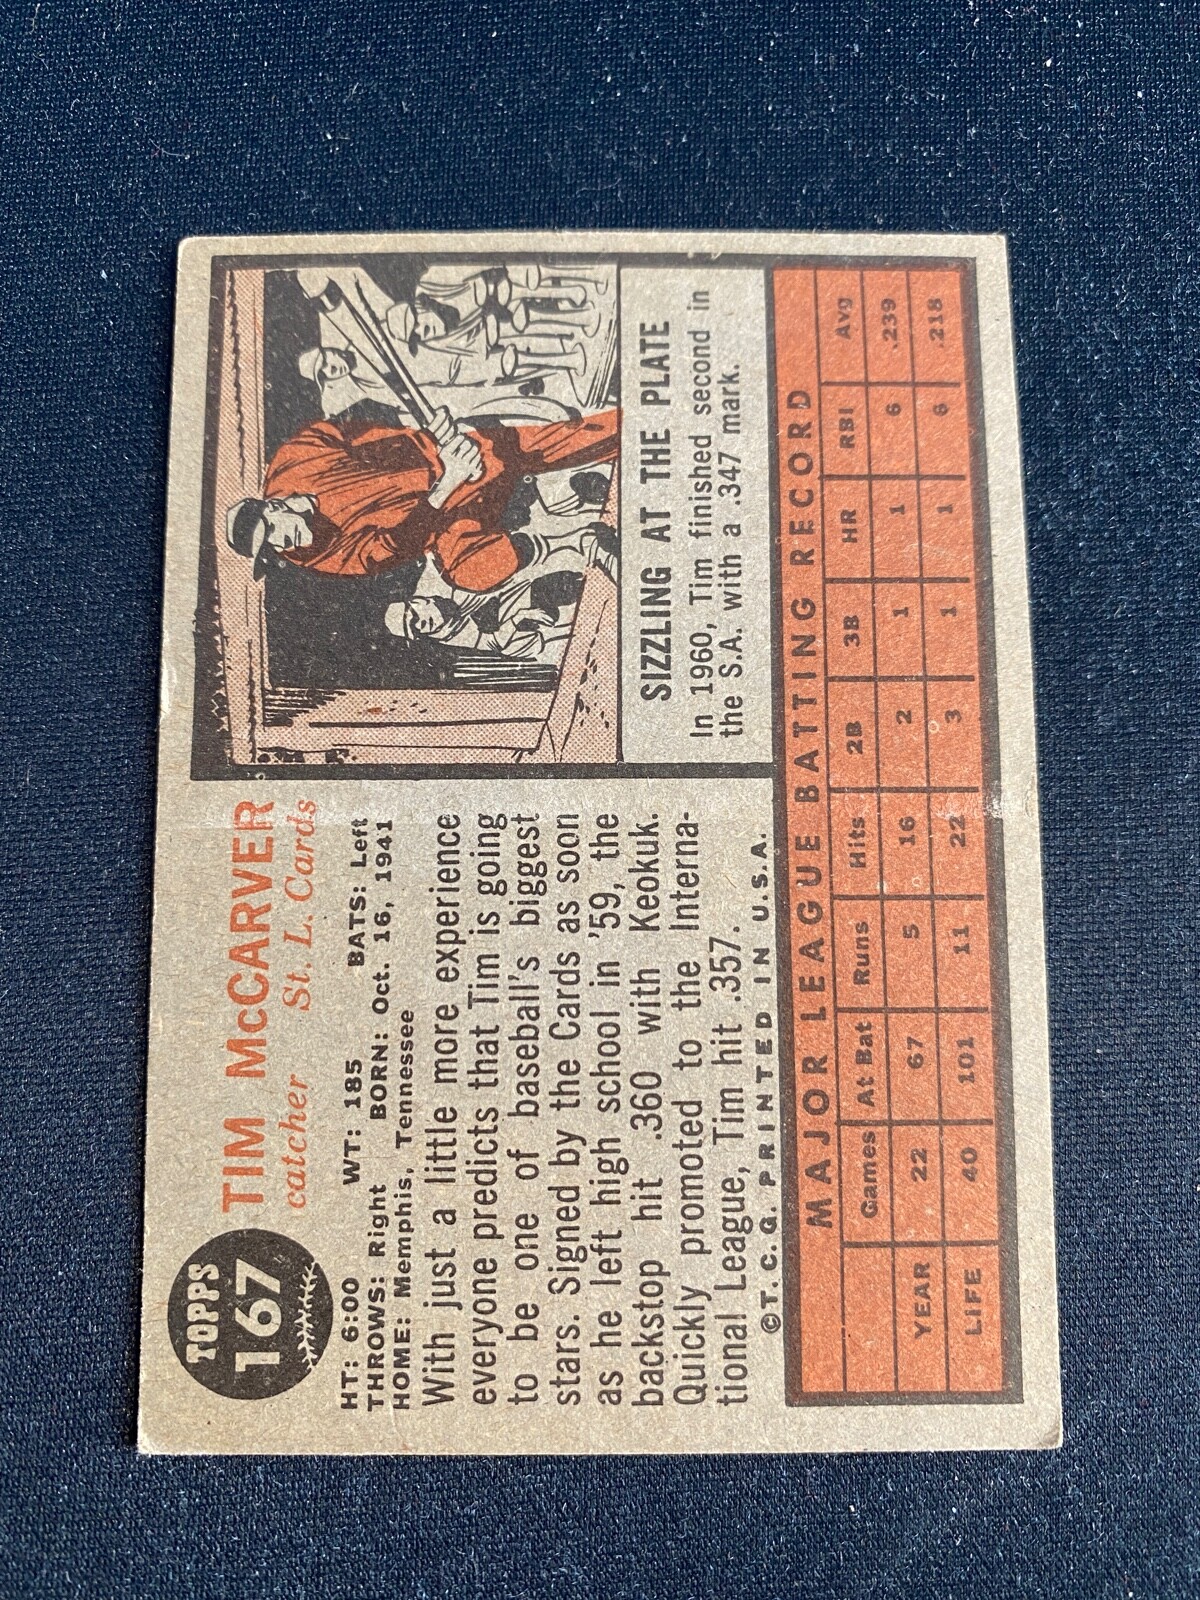 TOPPS
167
TIM McCARVER
catcher St. L. Cards
HT: 6:00 WT: 185 BATS: Left
THROWS: Right BORN: Oct. 16, 1941
HOME: Memphis, Tennessee
With just a little more experience
everyone predicts that Tim is going
to be one of baseball's biggest
stars. Signed by the Cards as soon
as he left high school in '59, the
backstop hit .360 with Keokuk.
Quickly promoted to the Interna-
tional League, Tim hit .357.
©T. C. G. PRINTED IN U.S.A.
SIZZLING AT THE PLATE
In 1960, Tim finished second in
the S.A. with a .347 mark.
MAJOR LEAGUE BATTING RECORD
Games At Bat Runs Hits 2B 3B HR RBI Avg
YEAR 22 67 5 16 2 1 1 6 .239
LIFE 40 101 11 22 3 1 1 6 .218